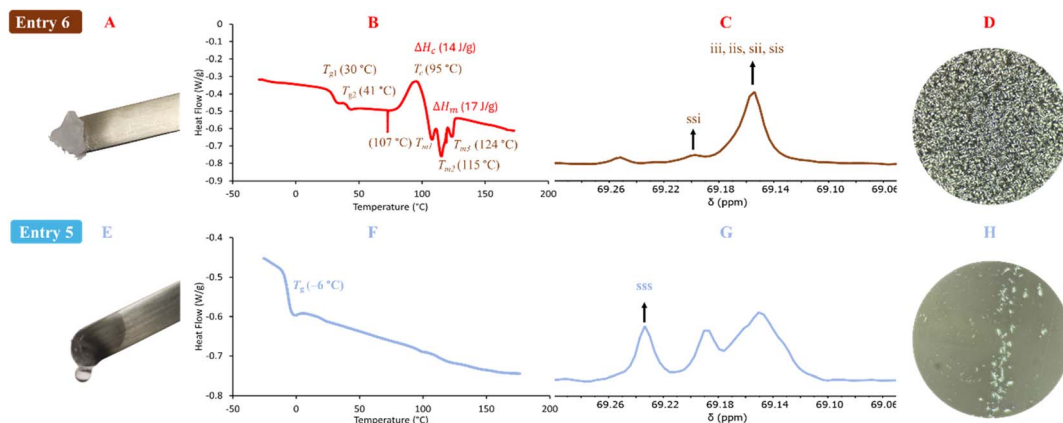 Entry 6 A B C D
ΔHc (14 J/g)
Tc (95 °C)
Tg1 (30 °C)
Tg2 (41 °C)
ΔHm (17 J/g)
(107 °C) Tm1 Tm3 (124 °C)
Tm2 (115 °C)
0
-0.1
-0.2
-0.3
-0.4
-0.5
-0.6
-0.7
-0.8
-0.9
Heat Flow (W/g)
-50 0 50 100 150 200
Temperature (°C)
iii, iis, sii, sis
ssi
69.26 69.22 69.18 69.14 69.10 69.06
δ (ppm)
Entry 5 E F G H
Tg (−6 °C)
-0.4
-0.5
-0.6
-0.7
-0.8
Heat Flow (W/g)
-50 0 50 100 150 200
Temperature (°C)
sss
69.26 69.22 69.18 69.14 69.10 69.06
δ (ppm)